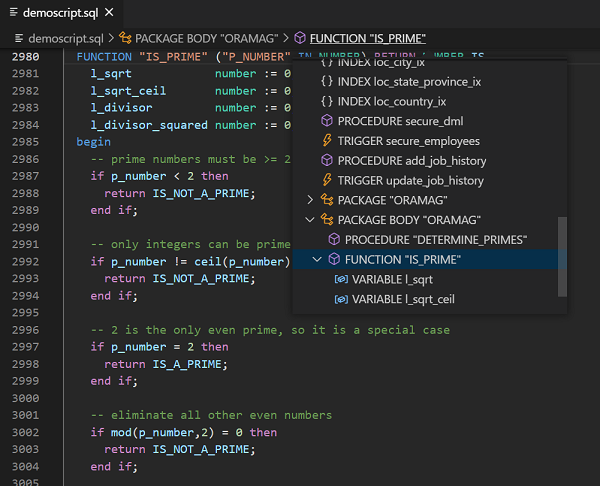 demoscript.sql
demoscript.sql > PACKAGE BODY "ORAMAG" > FUNCTION "IS_PRIME"
2980 FUNCTION "IS_PRIME" ("P_NUMBER" IN NUMBER) RETURN NUMBER IS
2981 l_sqrt number := 0
2982 l_sqrt_ceil number := 0
2983 l_divisor number := 0
2984 l_divisor_squared number := 0
2985 begin
2986 -- prime numbers must be >= 2
2987 if p_number < 2 then
2988 return IS_NOT_A_PRIME;
2989 end if;
2990
2991 -- only integers can be prime
2992 if p_number != ceil(p_number)
2993 return IS_NOT_A_PRIME;
2994 end if;
2995
2996 -- 2 is the only even prime, so it is a special case
2997 if p_number = 2 then
2998 return IS_A_PRIME;
2999 end if;
3000
3001 -- eliminate all other even numbers
3002 if mod(p_number,2) = 0 then
3003 return IS_NOT_A_PRIME;
3004 end if;
3005
{} INDEX loc_city_ix
{} INDEX loc_state_province_ix
{} INDEX loc_country_ix
PROCEDURE secure_dml
TRIGGER secure_employees
PROCEDURE add_job_history
TRIGGER update_job_history
PACKAGE "ORAMAG"
PACKAGE BODY "ORAMAG"
PROCEDURE "DETERMINE_PRIMES"
FUNCTION "IS_PRIME"
VARIABLE l_sqrt
VARIABLE l_sqrt_ceil